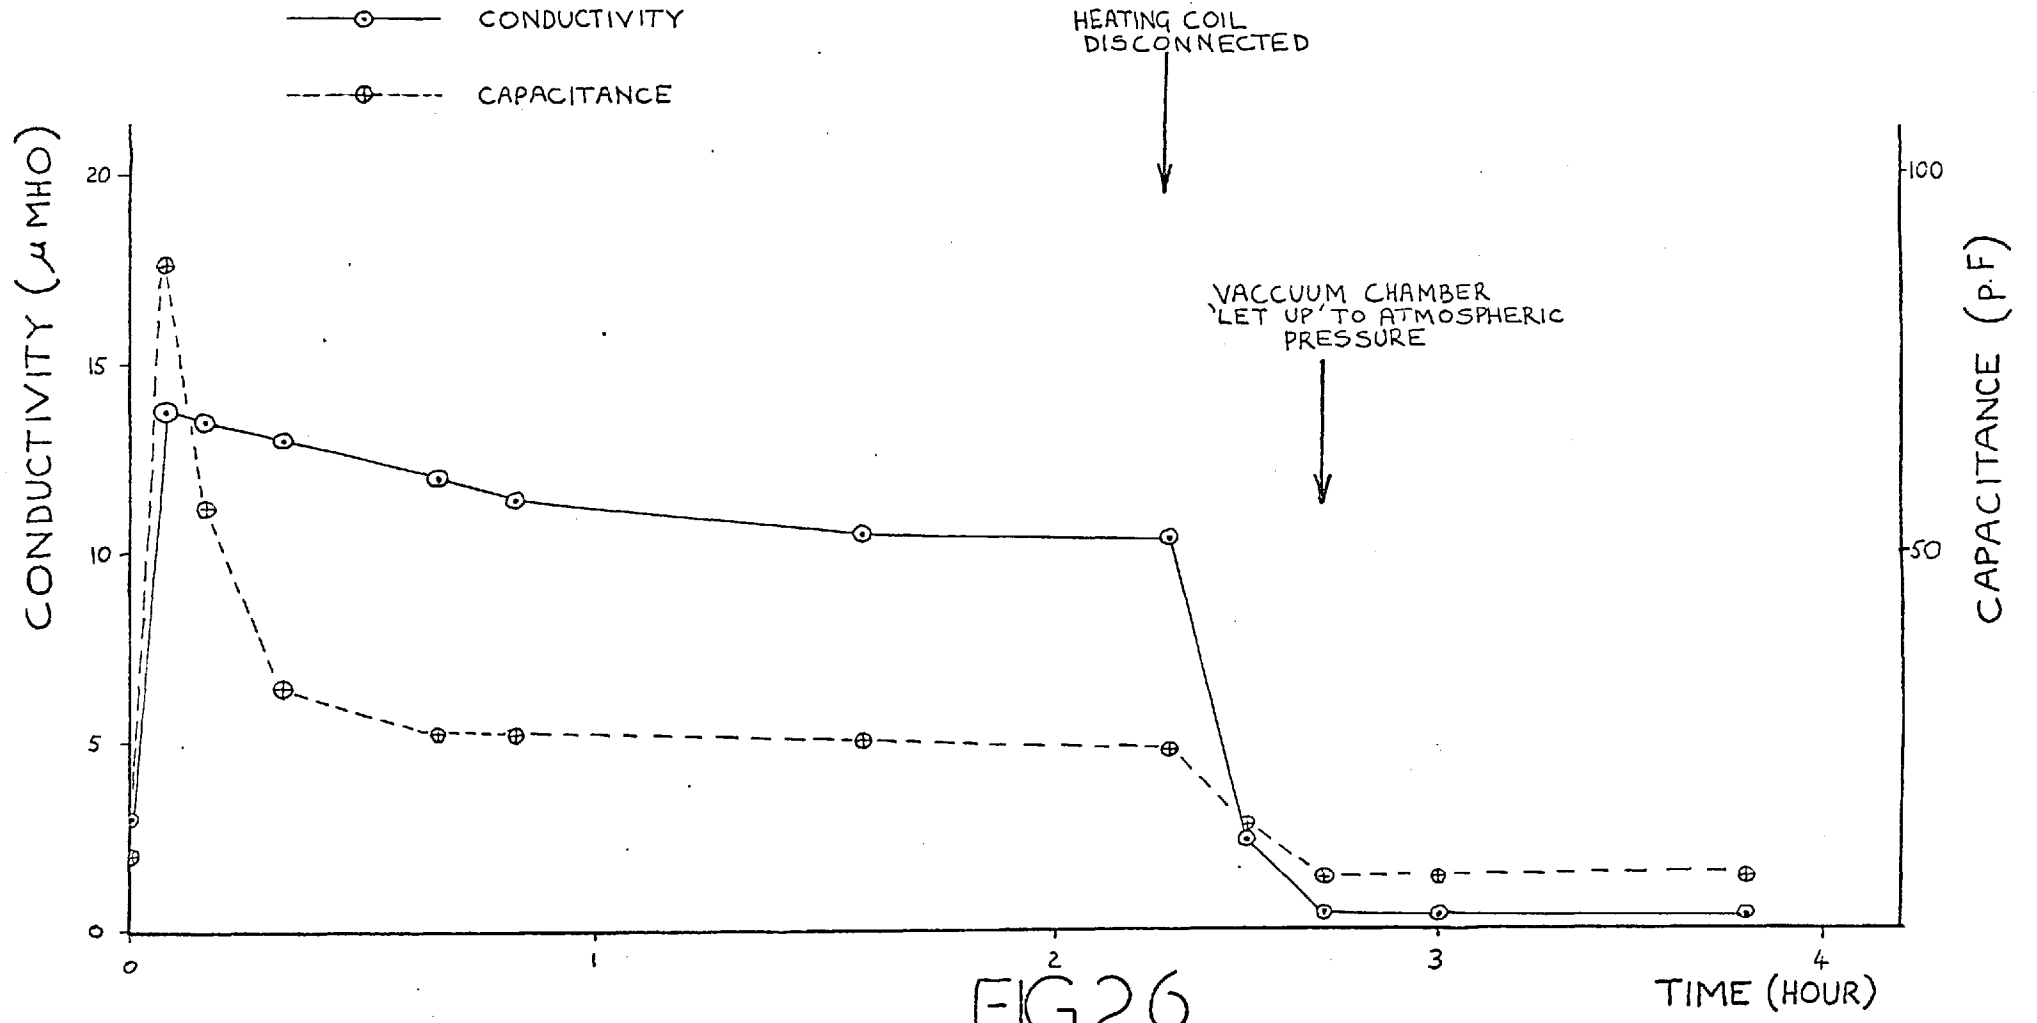 CONDUCTIVITY
CAPACITANCE
HEATING COIL
DISCONNECTED
VACCUUM CHAMBER
'LET UP' TO ATMOSPHERIC
PRESSURE
CONDUCTIVITY (μ MHO)
20
15
10
5
0
100
50
CAPACITANCE (p.F)
0 1 2 3 4
TIME (HOUR)
FIG 26